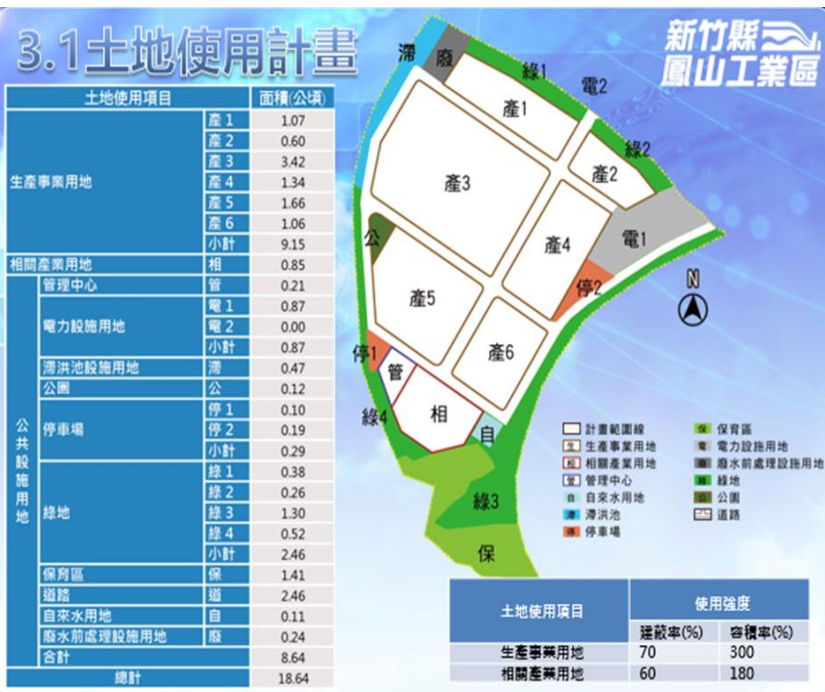 3.1土地使用計畫
新竹縣
鳳山工業區
土地使用項目 面積(公頃)
生產事業用地 產 1 1.07
產 2 0.60
產 3 3.42
產 4 1.34
產 5 1.66
產 6 1.06
小計 9.15
相關產業用地 相 0.85
公共設施用地
管理中心 管 0.21
電力設施用地 電 1 0.87
電 2 0.00
小計 0.87
滯洪池設施用地 滯 0.47
公園 公 0.12
停車場 停 1 0.10
停 2 0.19
小計 0.29
綠地 綠 1 0.38
綠 2 0.26
綠 3 1.30
綠 4 0.52
小計 2.46
保育區 保 1.41
道路 道 2.46
自來水用地 自 0.11
廢水前處理設施用地 廢 0.24
合計 8.64
總計 18.64
滯
廢
綠1
電2
產1
綠2
產2
產3
電1
公
產4
停2
產5
產6
停1
管
相
綠4
自
綠3
保
N
計畫範圍線
生 生產事業用地
相 相關產業用地
管 管理中心
自 自來水用地
滯 滯洪池
停 停車場
保 保育區
電 電力設施用地
廢 廢水前處理設施用地
綠 綠地
公 公園
道路
土地使用項目 使用強度
建蔽率(%) 容積率(%)
生產事業用地 70 300
相關產業用地 60 180